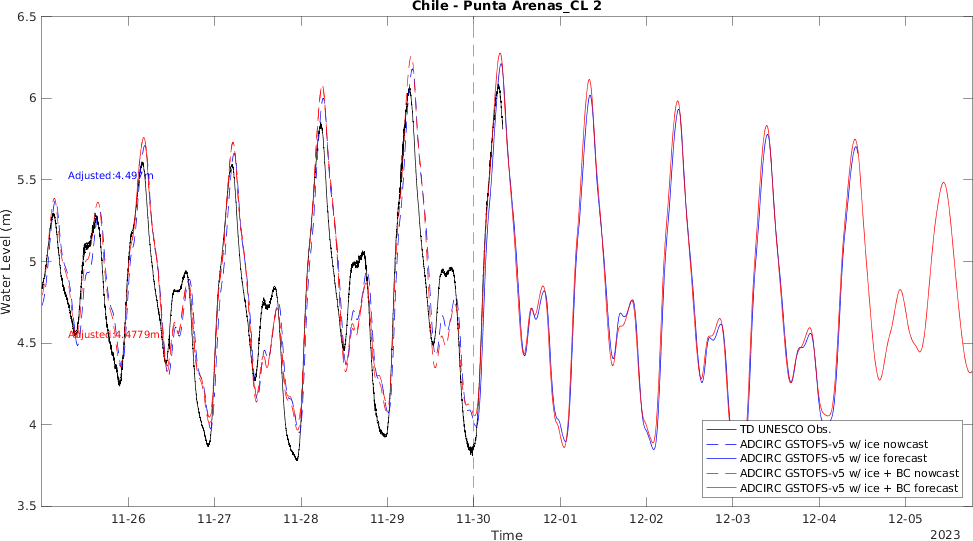 Chile - Punta Arenas_CL 2
6.5
6
5.5
5
4.5
4
3.5
Water Level (m)
Adjusted:4.497m
Adjusted:4.4779m
TD UNESCO Obs.
ADCIRC GSTOFS-v5 w/ ice nowcast
ADCIRC GSTOFS-v5 w/ ice forecast
ADCIRC GSTOFS-v5 w/ ice + BC nowcast
ADCIRC GSTOFS-v5 w/ ice + BC forecast
11-26 11-27 11-28 11-29 11-30 12-01 12-02 12-03 12-04 12-05
Time
2023